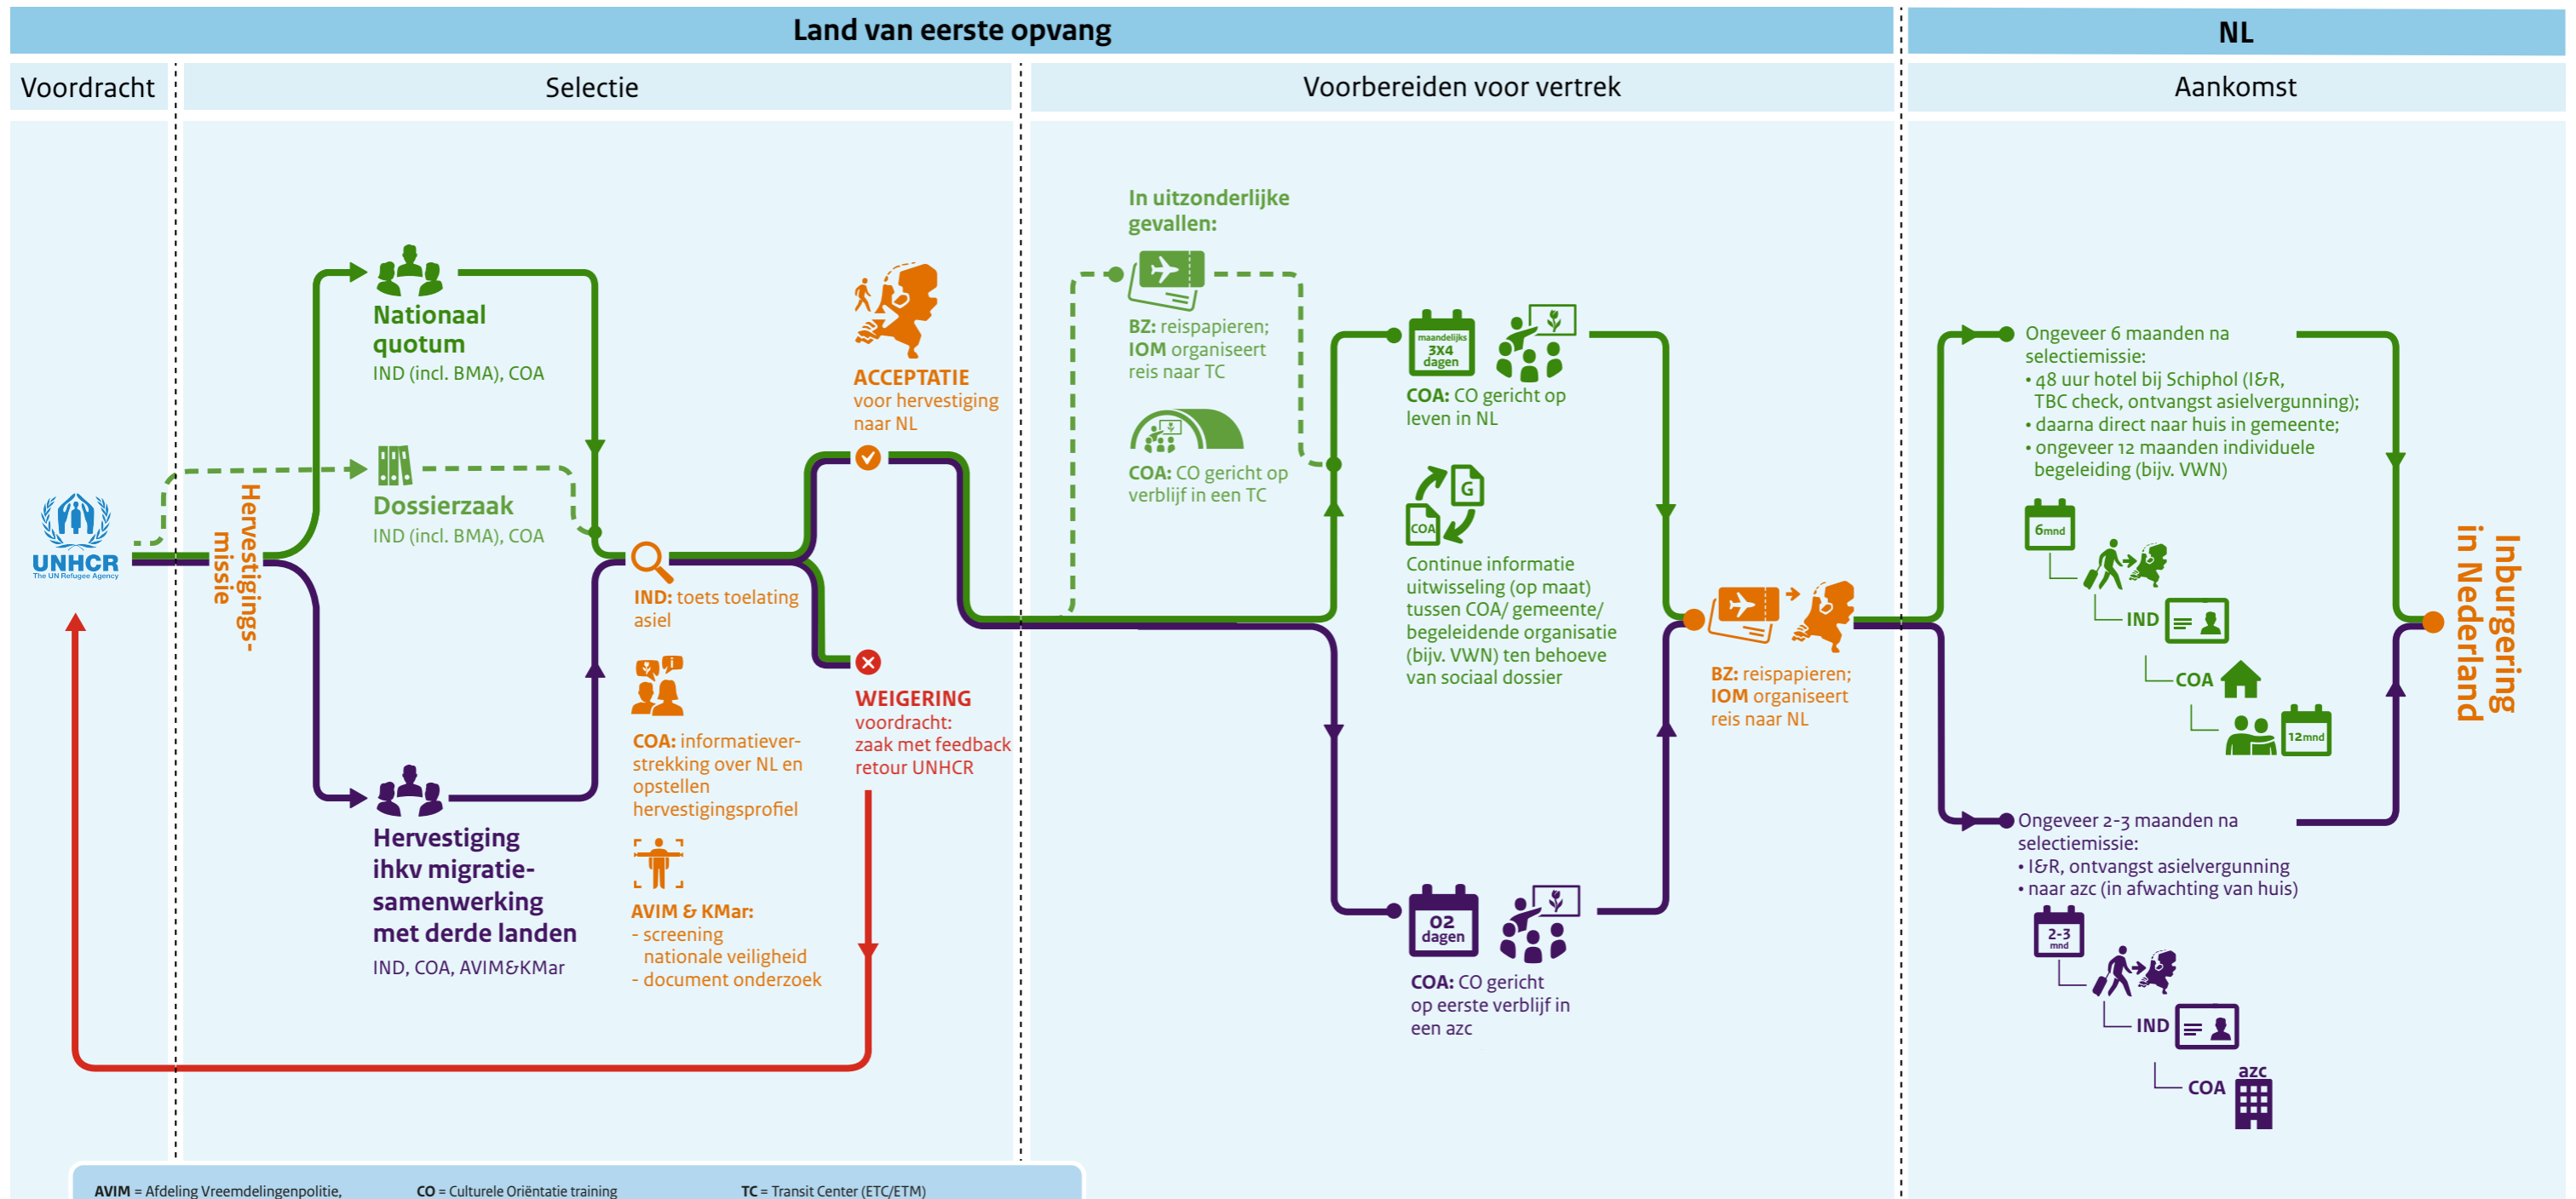 Land van eerste opvang
NL
Voordracht
Selectie
Voorbereiden voor vertrek
Aankomst
UNHCR
The UN Refugee Agency
Hervestigings-
missie
Nationaal
quotum
IND (incl. BMA), COA
Dossierzaak
IND (incl. BMA), COA
Hervestiging
ihkv migratie-
samenwerking
met derde landen
IND, COA, AVIM&KMar
IND: toets toelating
asiel
COA: informatiever-
strekking over NL en
opstellen
hervestigingsprofiel
AVIM & KMar:
- screening
nationale veiligheid
- document onderzoek
ACCEPTATIE
voor hervestiging
naar NL
WEIGERING
voordracht:
zaak met feedback
retour UNHCR
In uitzonderlijke
gevallen:
BZ: reispapieren;
IOM organiseert
reis naar TC
COA: CO gericht op
verblijf in een TC
maandelijks
3X4
dagen
COA: CO gericht op
leven in NL
G
COA
Continue informatie
uitwisseling (op maat)
tussen COA/ gemeente/
begeleidende organisatie
(bijv. VWN) ten behoeve
van sociaal dossier
02
dagen
COA: CO gericht
op eerste verblijf in
een azc
BZ: reispapieren;
IOM organiseert
reis naar NL
Ongeveer 6 maanden na
selectiemissie:
• 48 uur hotel bij Schiphol (I&R,
TBC check, ontvangst asielvergunning);
• daarna direct naar huis in gemeente;
• ongeveer 12 maanden individuele
begeleiding (bijv. VWN)
6mnd
IND
COA
12mnd
Ongeveer 2-3 maanden na
selectiemissie:
• I&R, ontvangst asielvergunning
• naar azc (in afwachting van huis)
2-3
mnd
IND
COA
azc
Inburgering
in Nederland
AVIM = Afdeling Vreemdelingenpolitie,
CO = Culturele Oriëntatie training
TC = Transit Center (ETC/ETM)